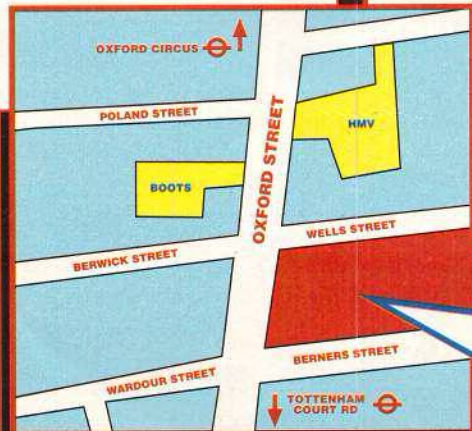 OXFORD CIRCUS
POLAND STREET
HMV
OXFORD STREET
BOOTS
WELLS STREET
BERWICK STREET
BERNERS STREET
WARDOUR STREET
TOTTENHAM
COURT RD